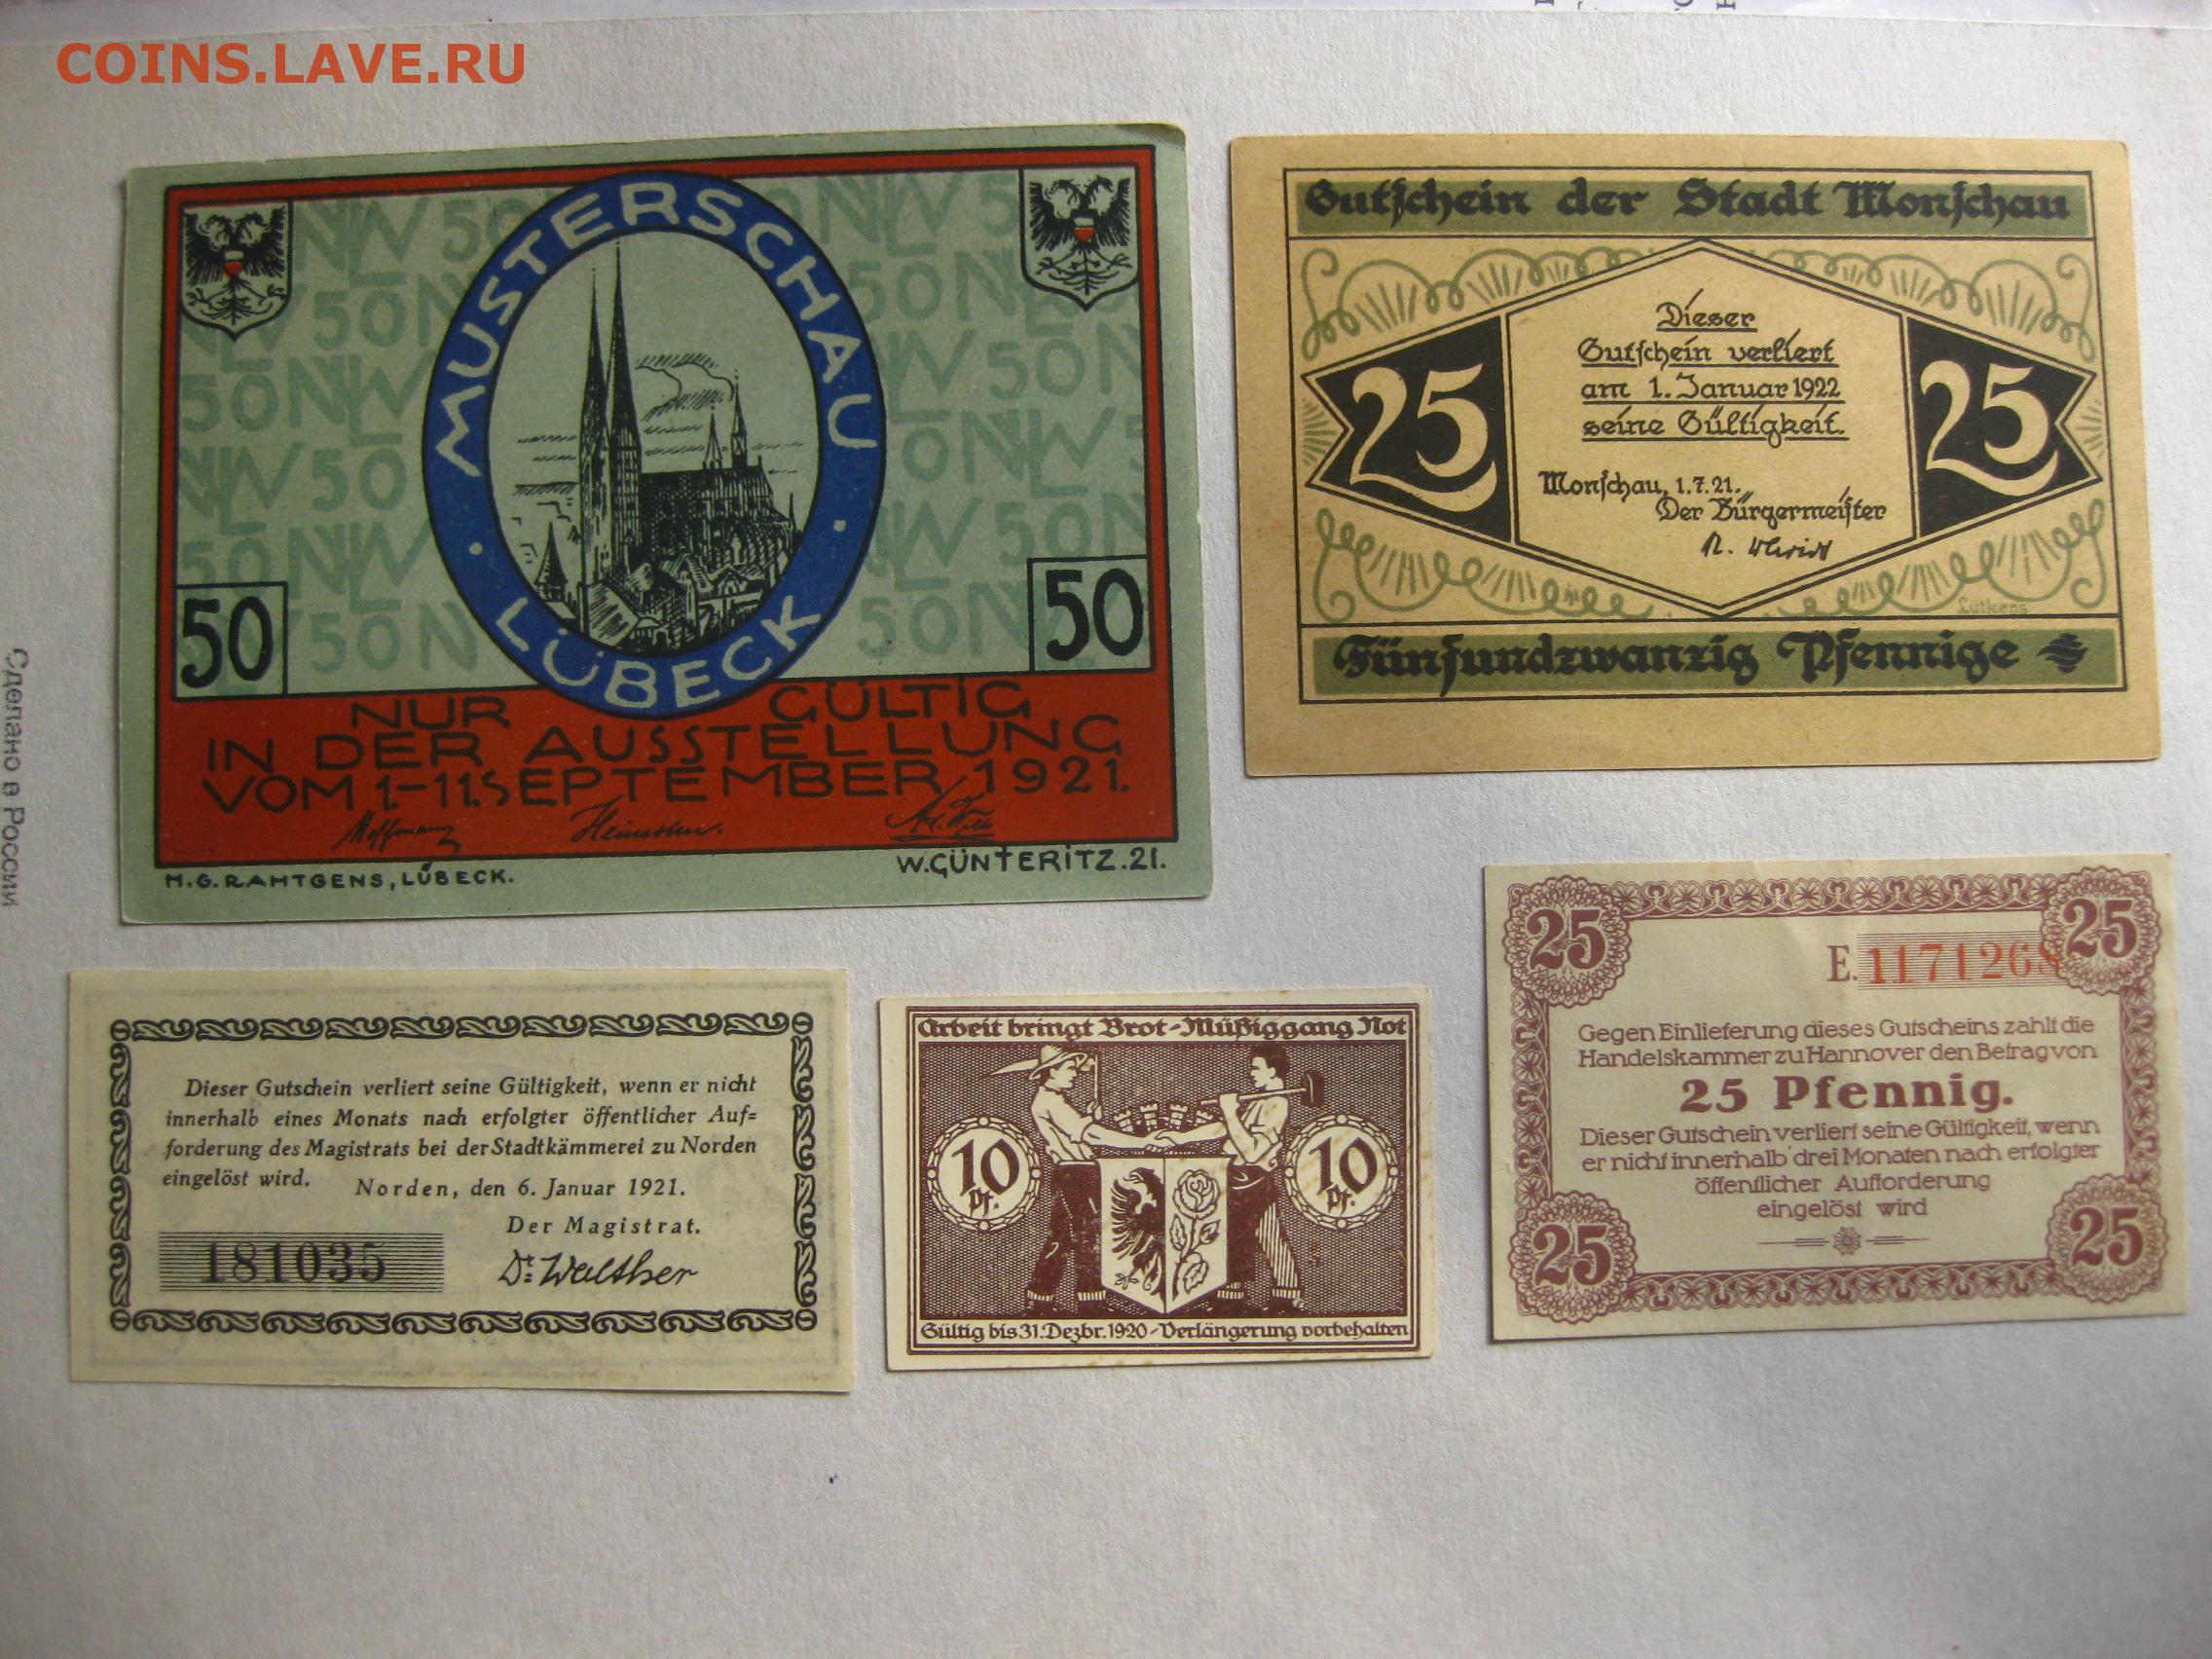 COINS.LAVE.RU
MUSTERSCHAU
LÜBECK
50
50
NUR GÜLTIG
IN DER AUSSTELLUNG
VOM 1.-11.SEPTEMBER 1921.
Hoffmann Heinsohn.
H.G.RAHTGENS, LÜBECK.
W.GÜNTERITZ.21.
Gutschein der Stadt Monschau
25
25
Dieser
Gutschein verliert
am 1. Januar 1922
seine Gültigkeit.
Monschau, 1.7.21.
Der Bürgermeister
Lütkens
Fünfundzwanzig Pfennige
Сделано в России
Dieser Gutschein verliert seine Gültigkeit, wenn er nicht
innerhalb eines Monats nach erfolgter öffentlicher Auf=
forderung des Magistrats bei der Stadtkämmerei zu Norden
eingelöst wird.
Norden, den 6. Januar 1921.
Der Magistrat.
181035
Dr. Walther
Arbeit bringt Brot-Müßiggang Not
10
Pf.
10
Pf.
Gültig bis 31.Dezbr.1920-Verlängerung vorbehalten
25
25
E.1171268
Gegen Einlieferung dieses Gutscheins zahlt die
Handelskammer zu Hannover den Betrag von
25 Pfennig.
Dieser Gutschein verliert seine Gültigkeit, wenn
er nicht innerhalb drei Monaten nach erfolgter
öffentlicher Aufforderung
eingelöst wird
25
25